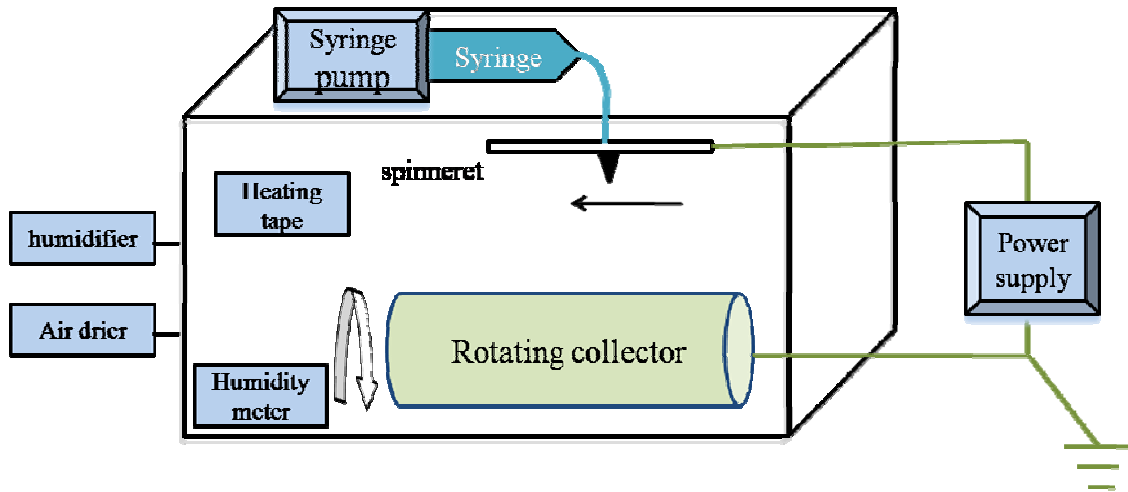 Syringe
pump
Syringe
spinneret
Heating
tape
humidifier
Air drier
Humidity
meter
Rotating collector
Power
supply